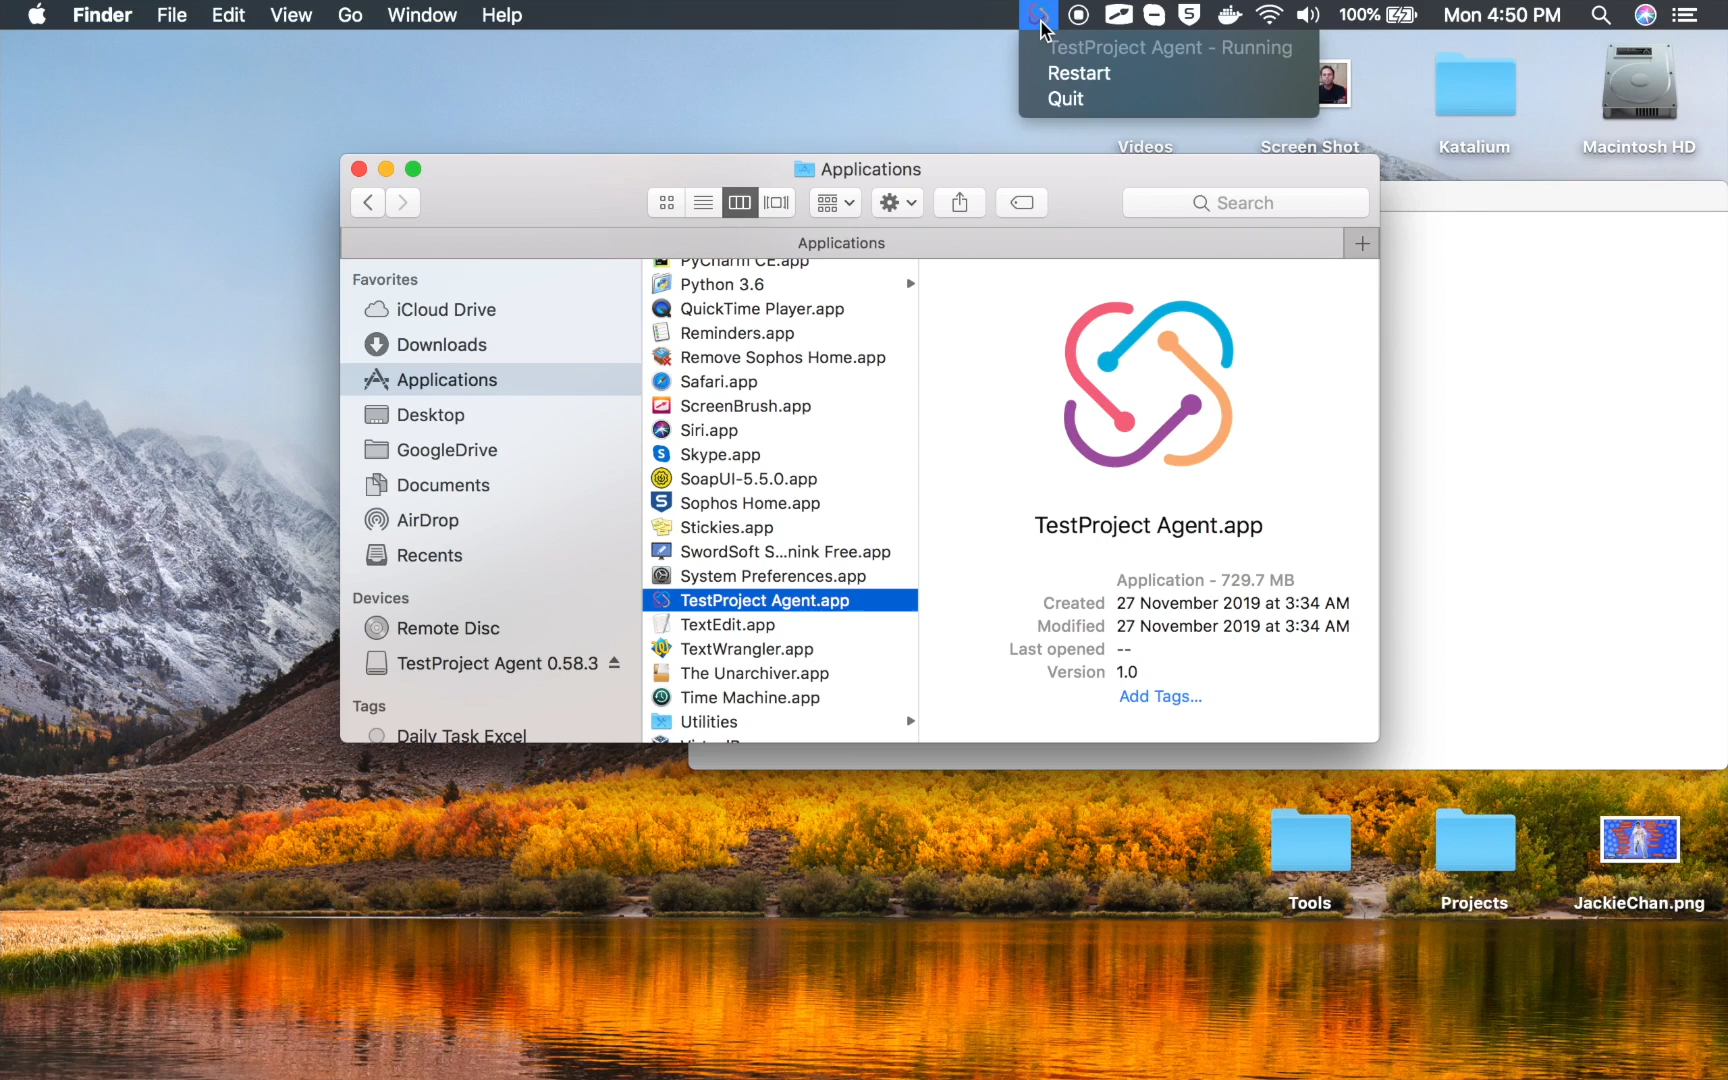 Finder File Edit View Go Window Help
100% Mon 4:50 PM
TestProject Agent - Running
Restart
Quit
Videos
Screen Shot
Katalium
Macintosh HD
Applications
Search
Applications
Favorites
iCloud Drive
Downloads
Applications
Desktop
GoogleDrive
Documents
AirDrop
Recents
Devices
Remote Disc
TestProject Agent 0.58.3
Tags
Daily Task Excel
PyCharm CE.app
Python 3.6
QuickTime Player.app
Reminders.app
Remove Sophos Home.app
Safari.app
ScreenBrush.app
Siri.app
Skype.app
SoapUI-5.5.0.app
Sophos Home.app
Stickies.app
SwordSoft S...nink Free.app
System Preferences.app
TestProject Agent.app
TextEdit.app
TextWrangler.app
The Unarchiver.app
Time Machine.app
Utilities
TestProject Agent.app
Application - 729.7 MB
Created 27 November 2019 at 3:34 AM
Modified 27 November 2019 at 3:34 AM
Last opened --
Version 1.0
Add Tags...
Tools
Projects
JackieChan.png